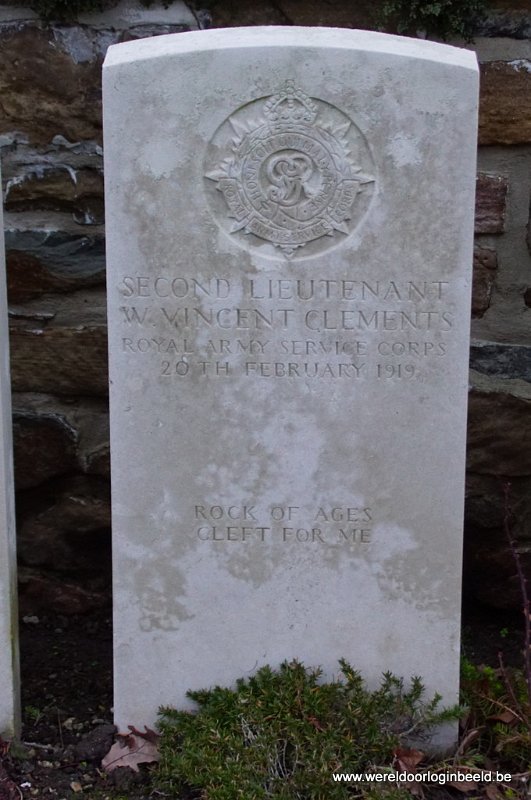 SECOND LIEUTENANT
W. VINCENT CLEMENTS
ROYAL ARMY SERVICE CORPS
20TH FEBRUARY 1919
ROCK OF AGES
CLEFT FOR ME
www.wereldoorloginbeeld.be